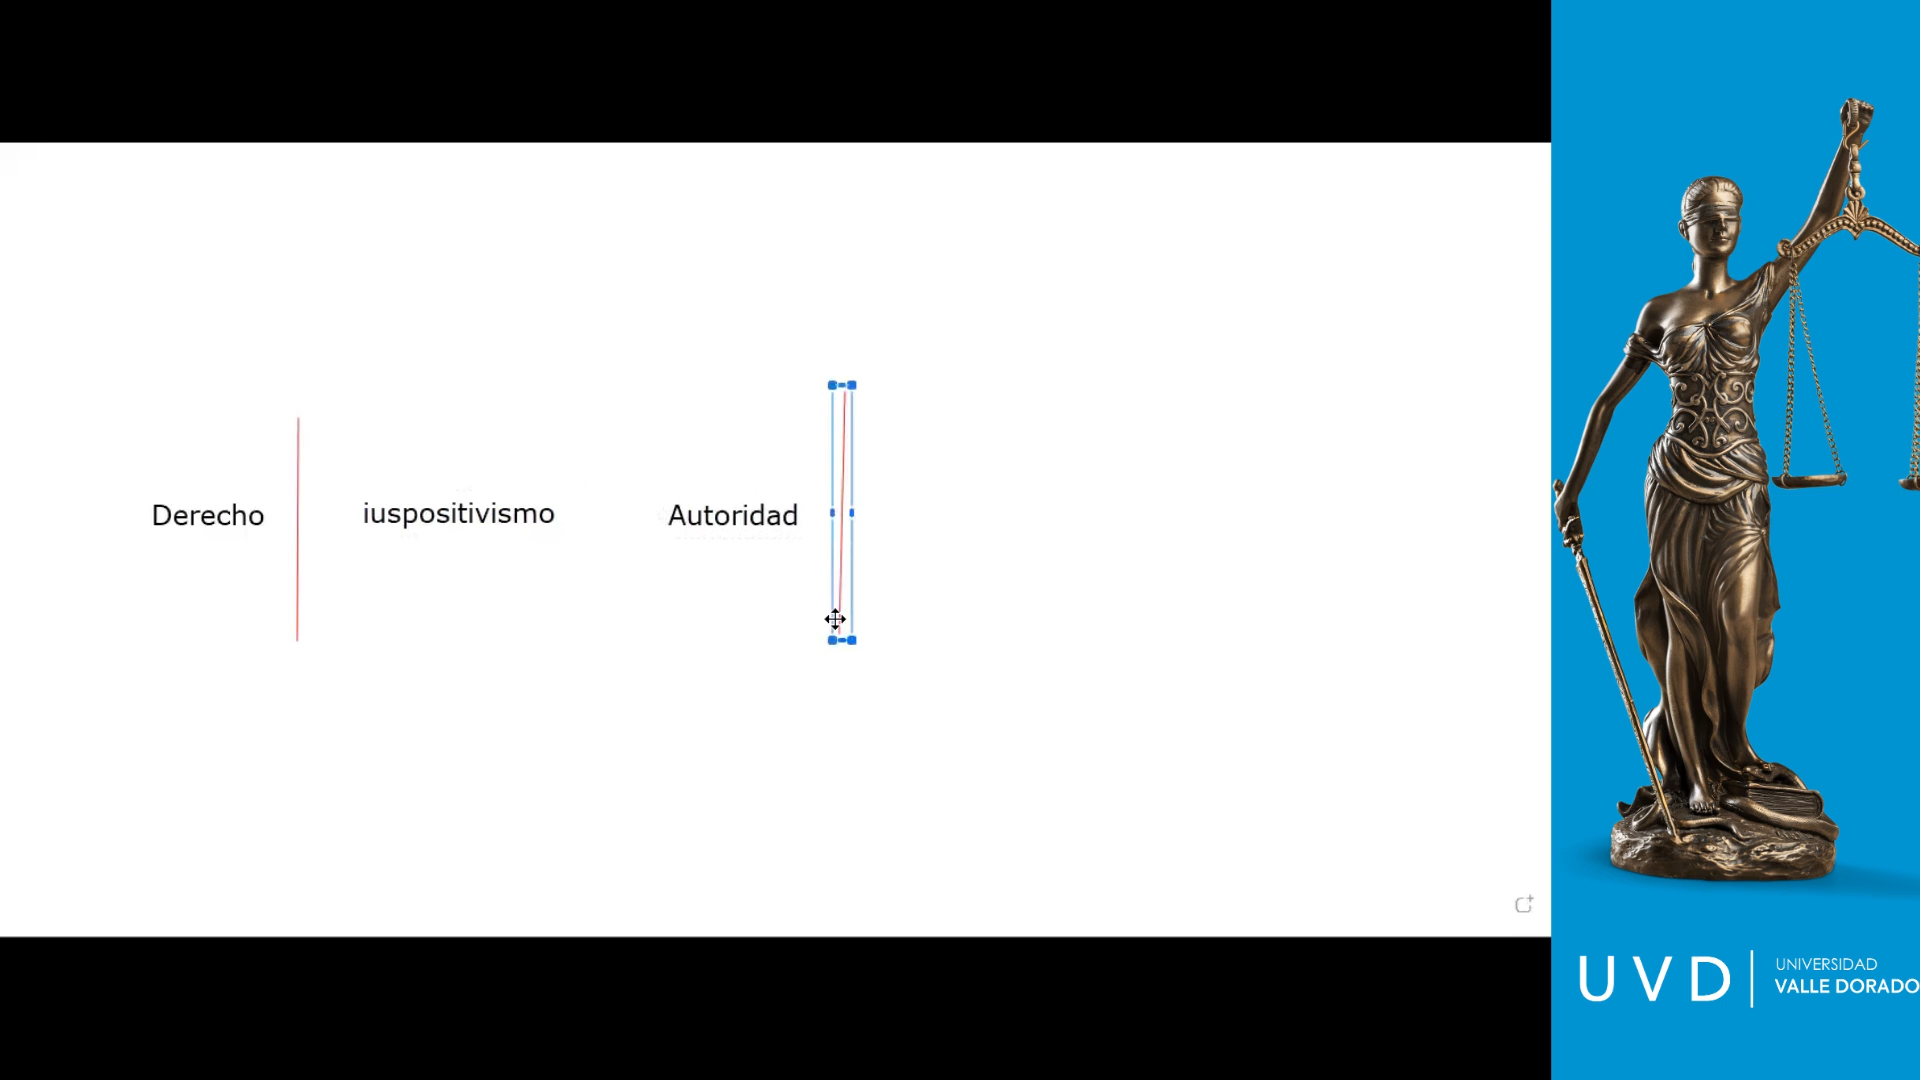 Derecho
iuspositivismo
Autoridad
UVD
UNIVERSIDAD
VALLE DORADO